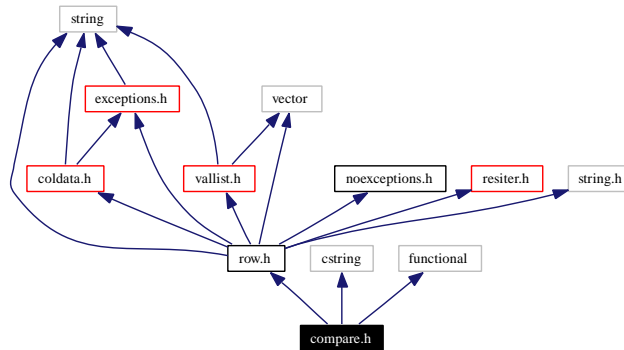 string
exceptions.h
vector
coldata.h
vallist.h
noexceptions.h
resiter.h
string.h
row.h
cstring
functional
compare.h